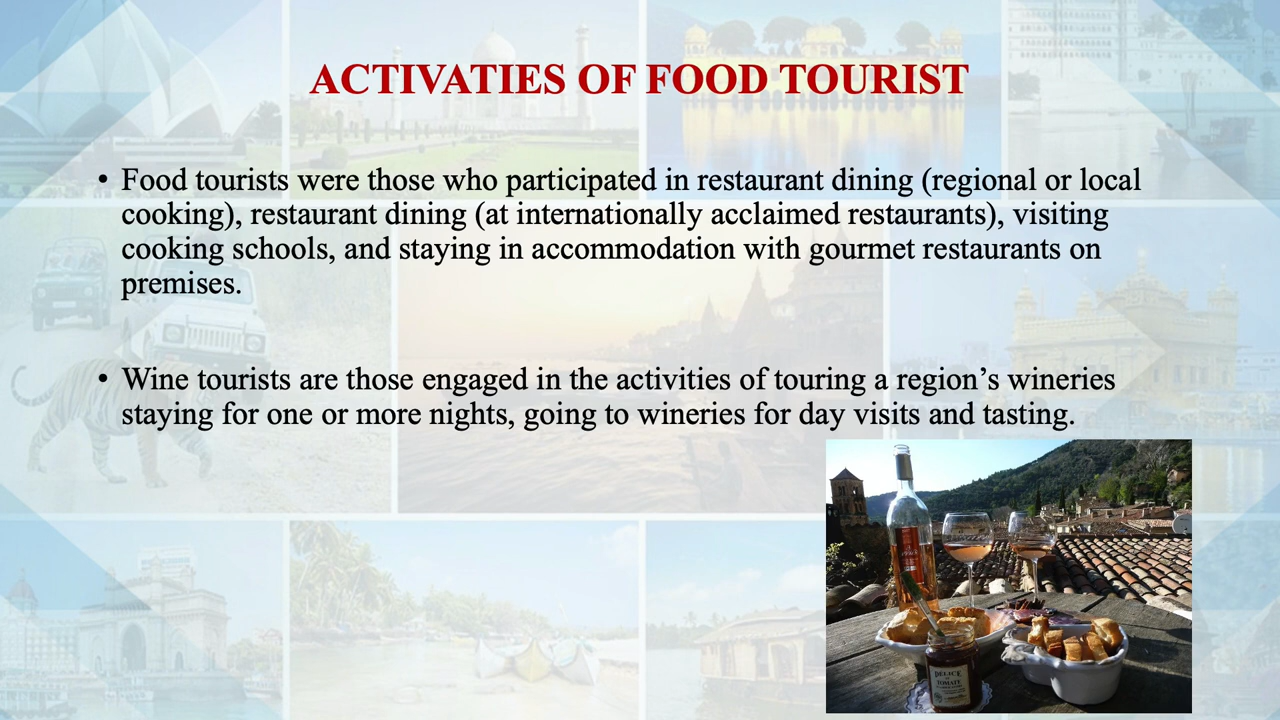 ACTIVATIES OF FOOD TOURIST
• Food tourists were those who participated in restaurant dining (regional or local
cooking), restaurant dining (at internationally acclaimed restaurants), visiting
cooking schools, and staying in accommodation with gourmet restaurants on
premises.
• Wine tourists are those engaged in the activities of touring a region’s wineries
staying for one or more nights, going to wineries for day visits and tasting.
DÉLICE
TOMATE